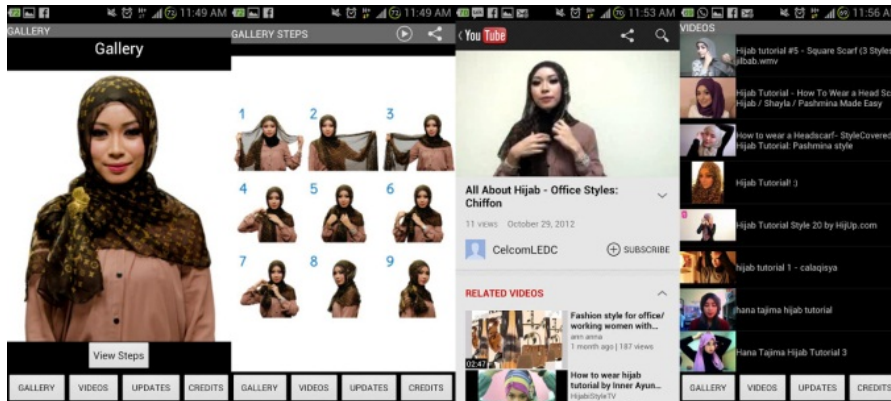 11:49 AM
GALLERY
Gallery
View Steps
GALLERY
VIDEOS
UPDATES
CREDITS
11:49 AM
GALLERY STEPS
1
2
3
4
5
6
7
8
9
GALLERY
VIDEOS
UPDATES
CREDITS
11:53 AM
You Tube
All About Hijab - Office Styles:
Chiffon
11 VIEWS October 29, 2012
CelcomLEDC
SUBSCRIBE
RELATED VIDEOS
02:47
Fashion style for office/
working women with...
ann anna
1 month ago | 187 views
How to wear hijab
tutorial by Inner Ayun...
HijabiStyleTV
11:56 A
VIDEOS
Hijab tutorial #5 - Square Scarf (3 Styles
jilbab.wmv
Hijab Tutorial - How To Wear a Head Sc
Hijab / Shayla / Pashmina Made Easy
How to wear a Headscarf- StyleCovered
Hijab Tutorial: Pashmina style
Hijab Tutorial! :)
Hijab Tutorial Style 20 by HijUp.com
hijab tutorial 1 - calaqisya
hana tajima hijab tutorial
Hana Tajima Hijab Tutorial 3
GALLERY
VIDEOS
UPDATES
CREDITS